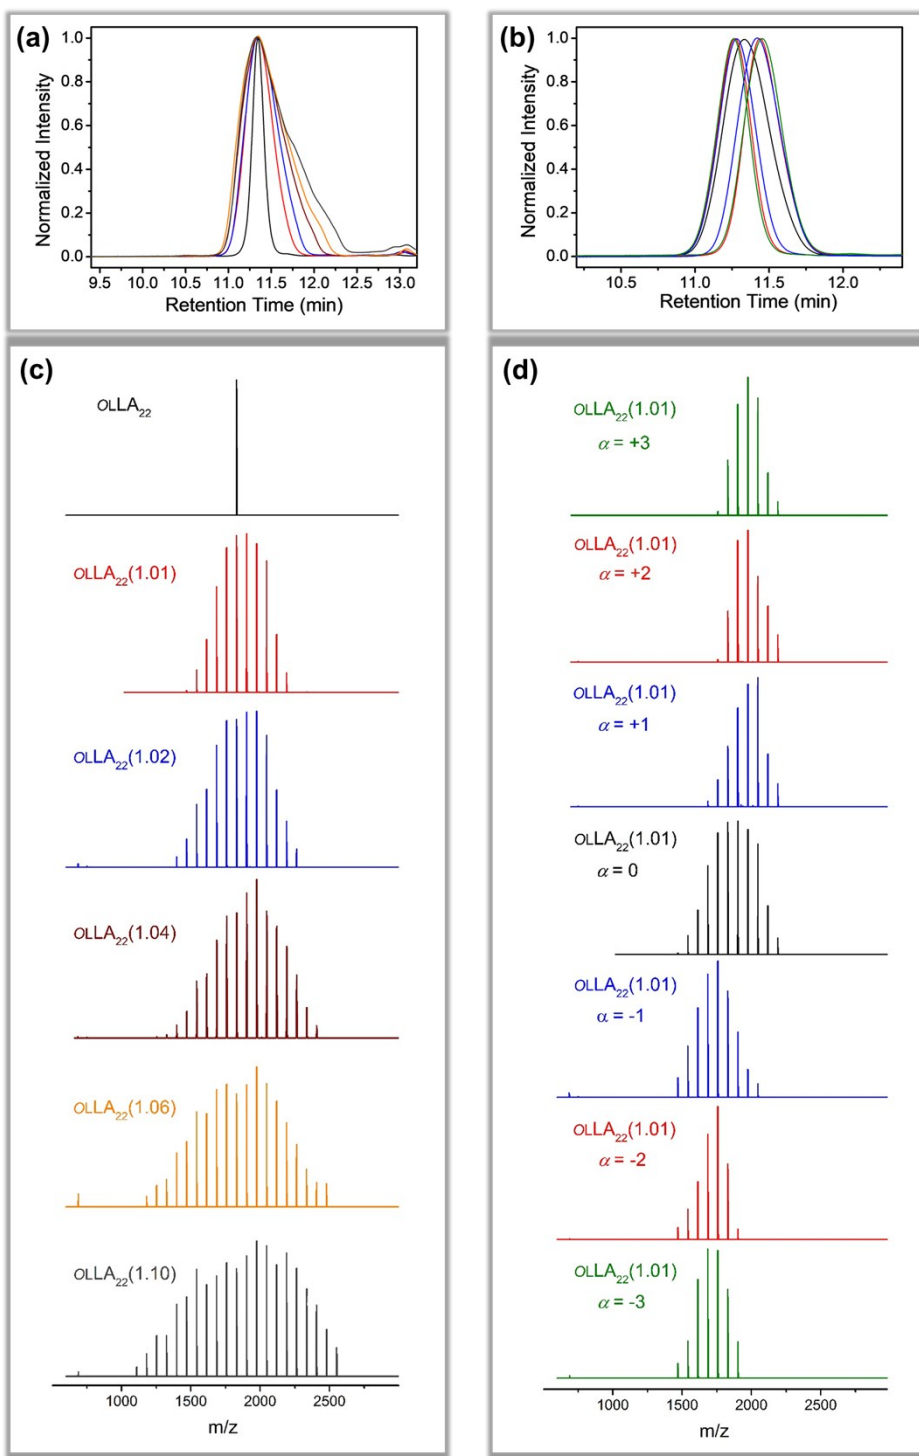 (a)
Normalized Intensity
1.0
0.8
0.6
0.4
0.2
0.0
9.5 10.0 10.5 11.0 11.5 12.0 12.5 13.0
Retention Time (min)
(b)
Normalized Intensity
1.0
0.8
0.6
0.4
0.2
0.0
10.5 11.0 11.5 12.0
Retention Time (min)
(c)
OLLA22
OLLA22(1.01)
OLLA22(1.02)
OLLA22(1.04)
OLLA22(1.06)
OLLA22(1.10)
1000 1500 2000 2500
m/z
(d)
OLLA22(1.01)
α = +3
OLLA22(1.01)
α = +2
OLLA22(1.01)
α = +1
OLLA22(1.01)
α = 0
OLLA22(1.01)
α = -1
OLLA22(1.01)
α = -2
OLLA22(1.01)
α = -3
1000 1500 2000 2500
m/z